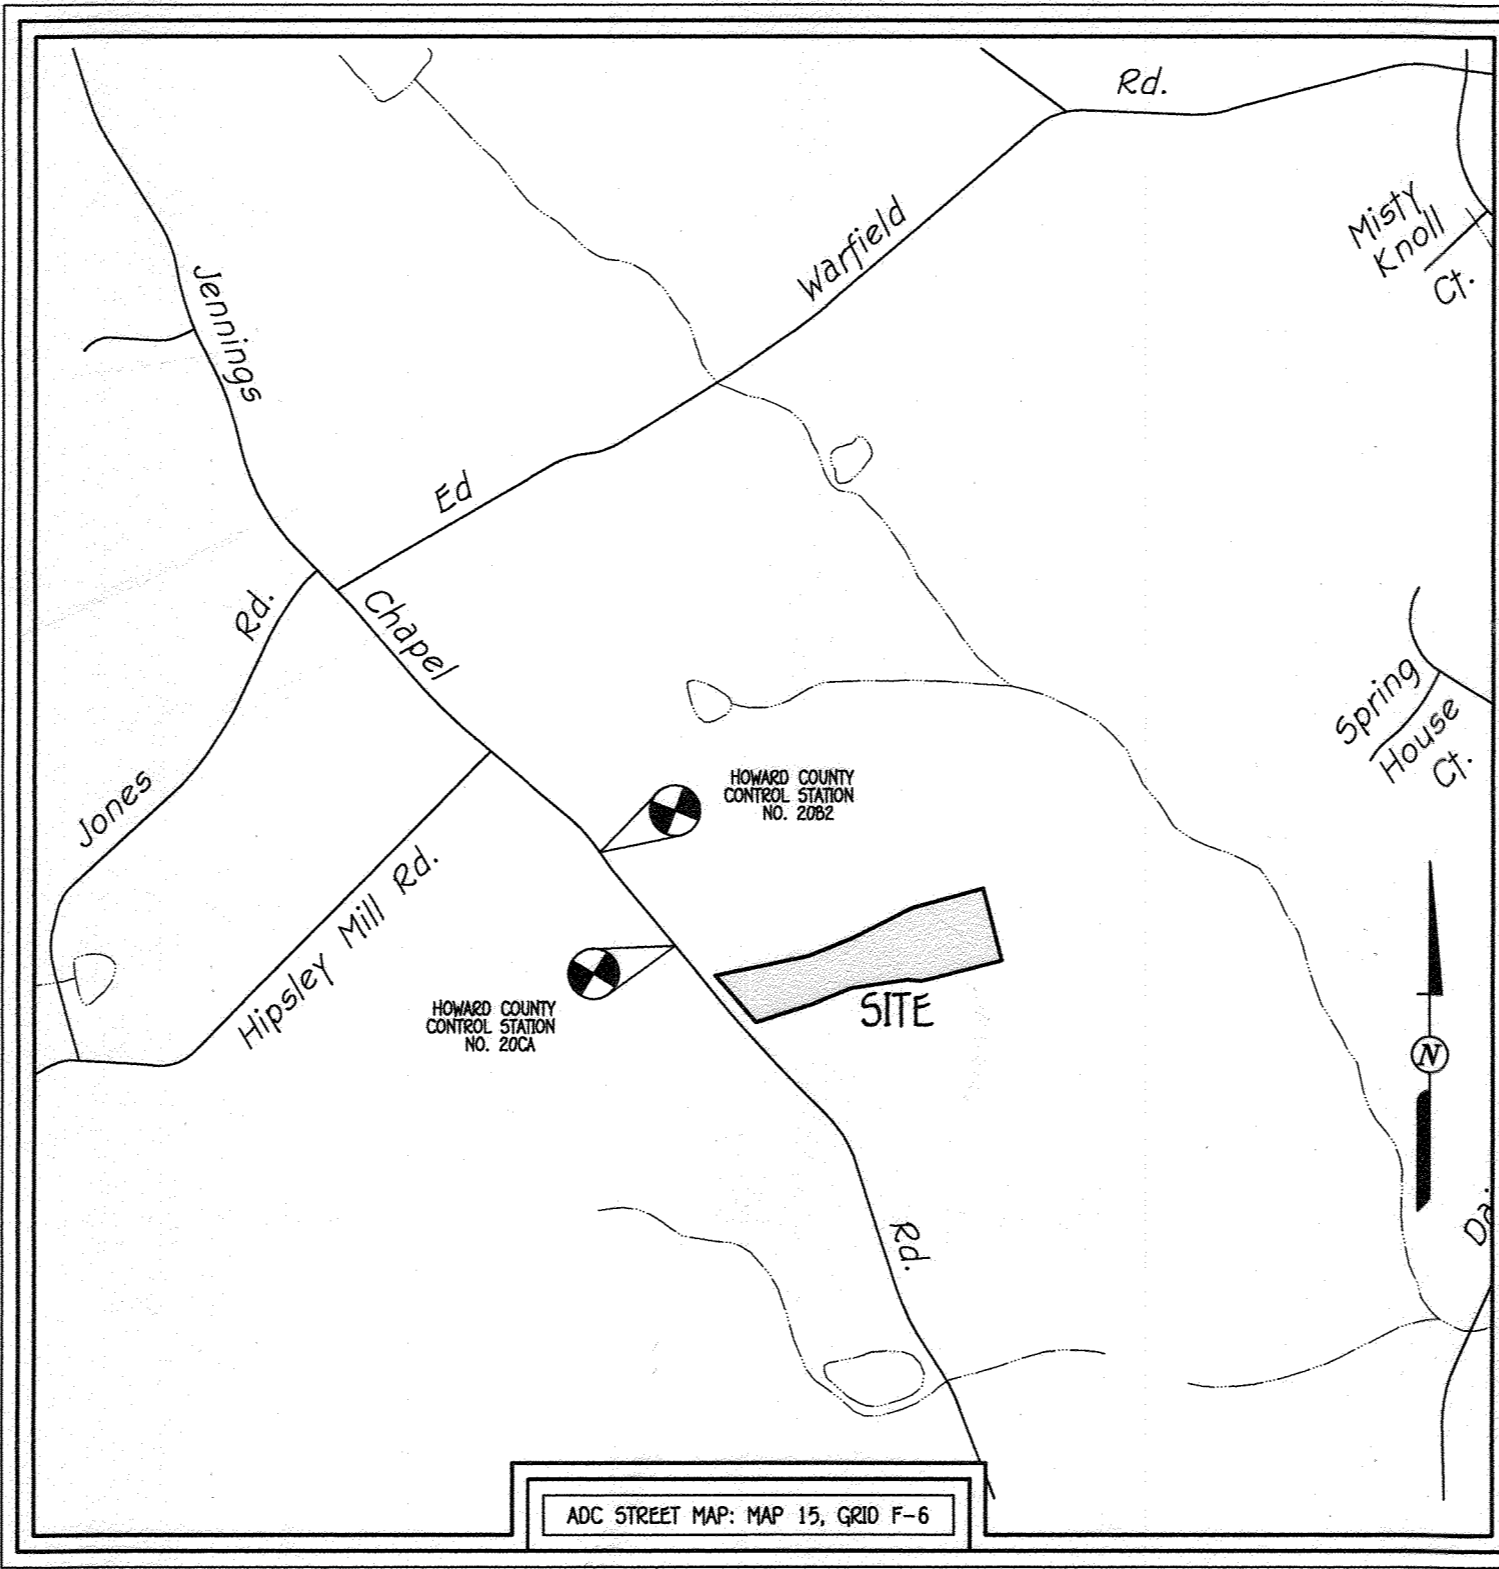 Rd.
Warfield
Misty
Knoll
Ct.
Jennings
Ed
Chapel
Rd.
Jones
Spring
House
Ct.
HOWARD COUNTY
CONTROL STATION
NO. 20B2
Hipsley Mill Rd.
HOWARD COUNTY
CONTROL STATION
NO. 20CA
SITE
N
Rd.
ADC STREET MAP: MAP 15, GRID F-6